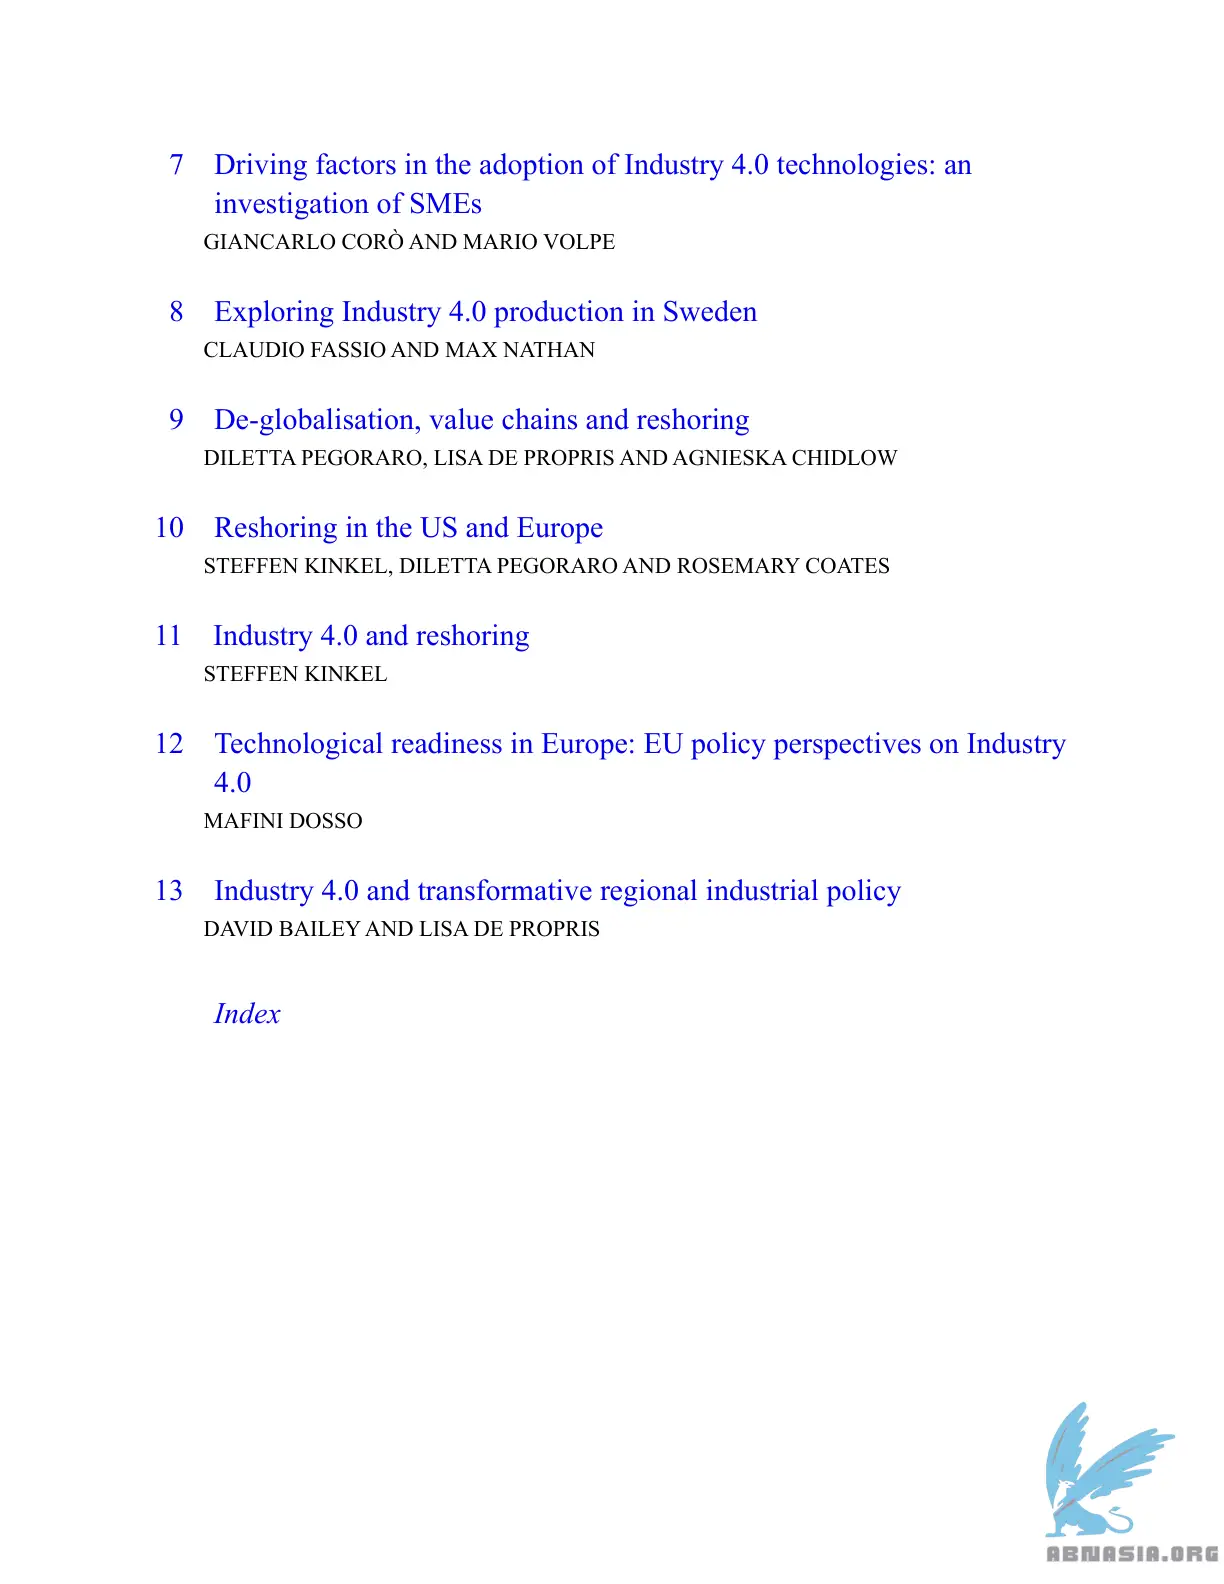 7 Driving factors in the adoption of Industry 4.0 technologies: an
investigation of SMEs
GIANCARLO CORÒ AND MARIO VOLPE
8 Exploring Industry 4.0 production in Sweden
CLAUDIO FASSIO AND MAX NATHAN
9 De-globalisation, value chains and reshoring
DILETTA PEGORARO, LISA DE PROPRIS AND AGNIESKA CHIDLOW
10 Reshoring in the US and Europe
STEFFEN KINKEL, DILETTA PEGORARO AND ROSEMARY COATES
11 Industry 4.0 and reshoring
STEFFEN KINKEL
12 Technological readiness in Europe: EU policy perspectives on Industry
4.0
MAFINI DOSSO
13 Industry 4.0 and transformative regional industrial policy
DAVID BAILEY AND LISA DE PROPRIS
Index
ABNASIA.ORG